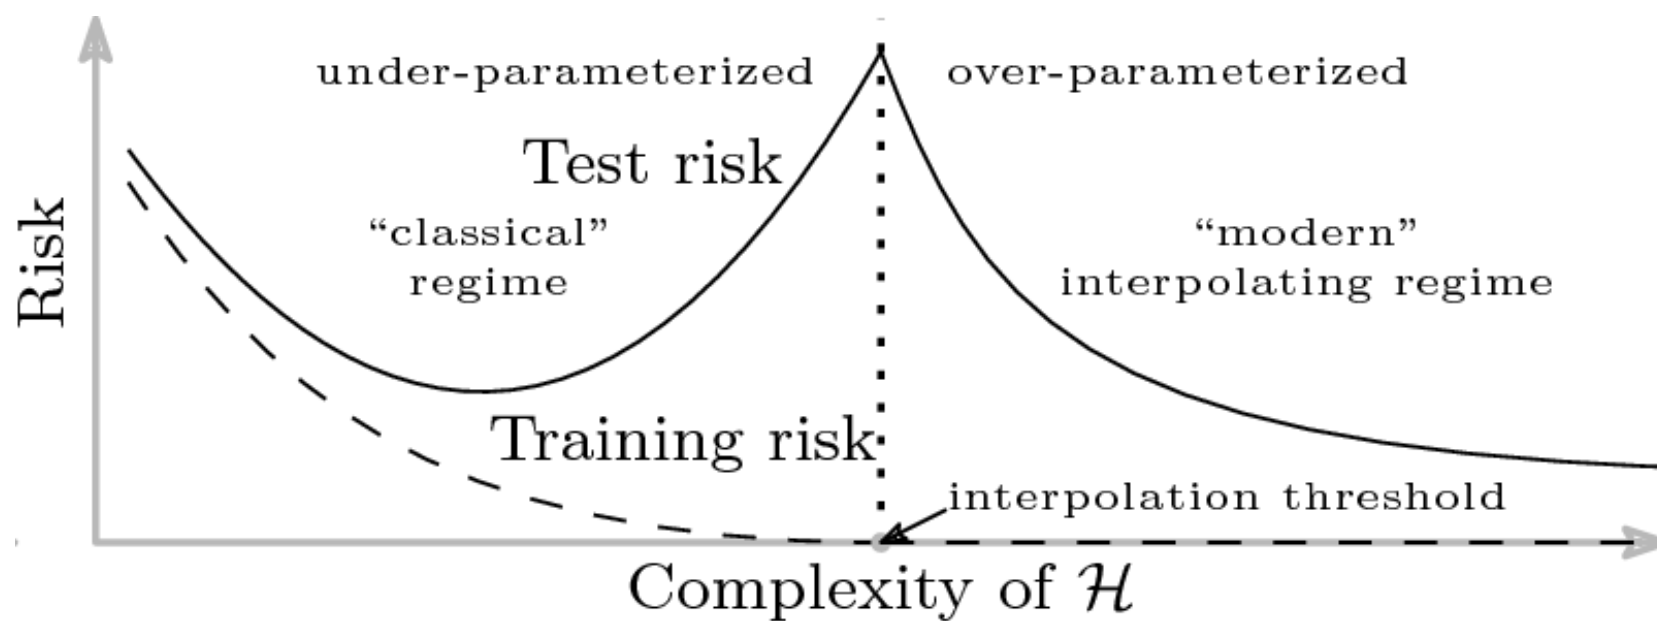 under-parameterized
over-parameterized
Test risk
“classical”
regime
“modern”
interpolating regime
Risk
Training risk
interpolation threshold
Complexity of ℋ